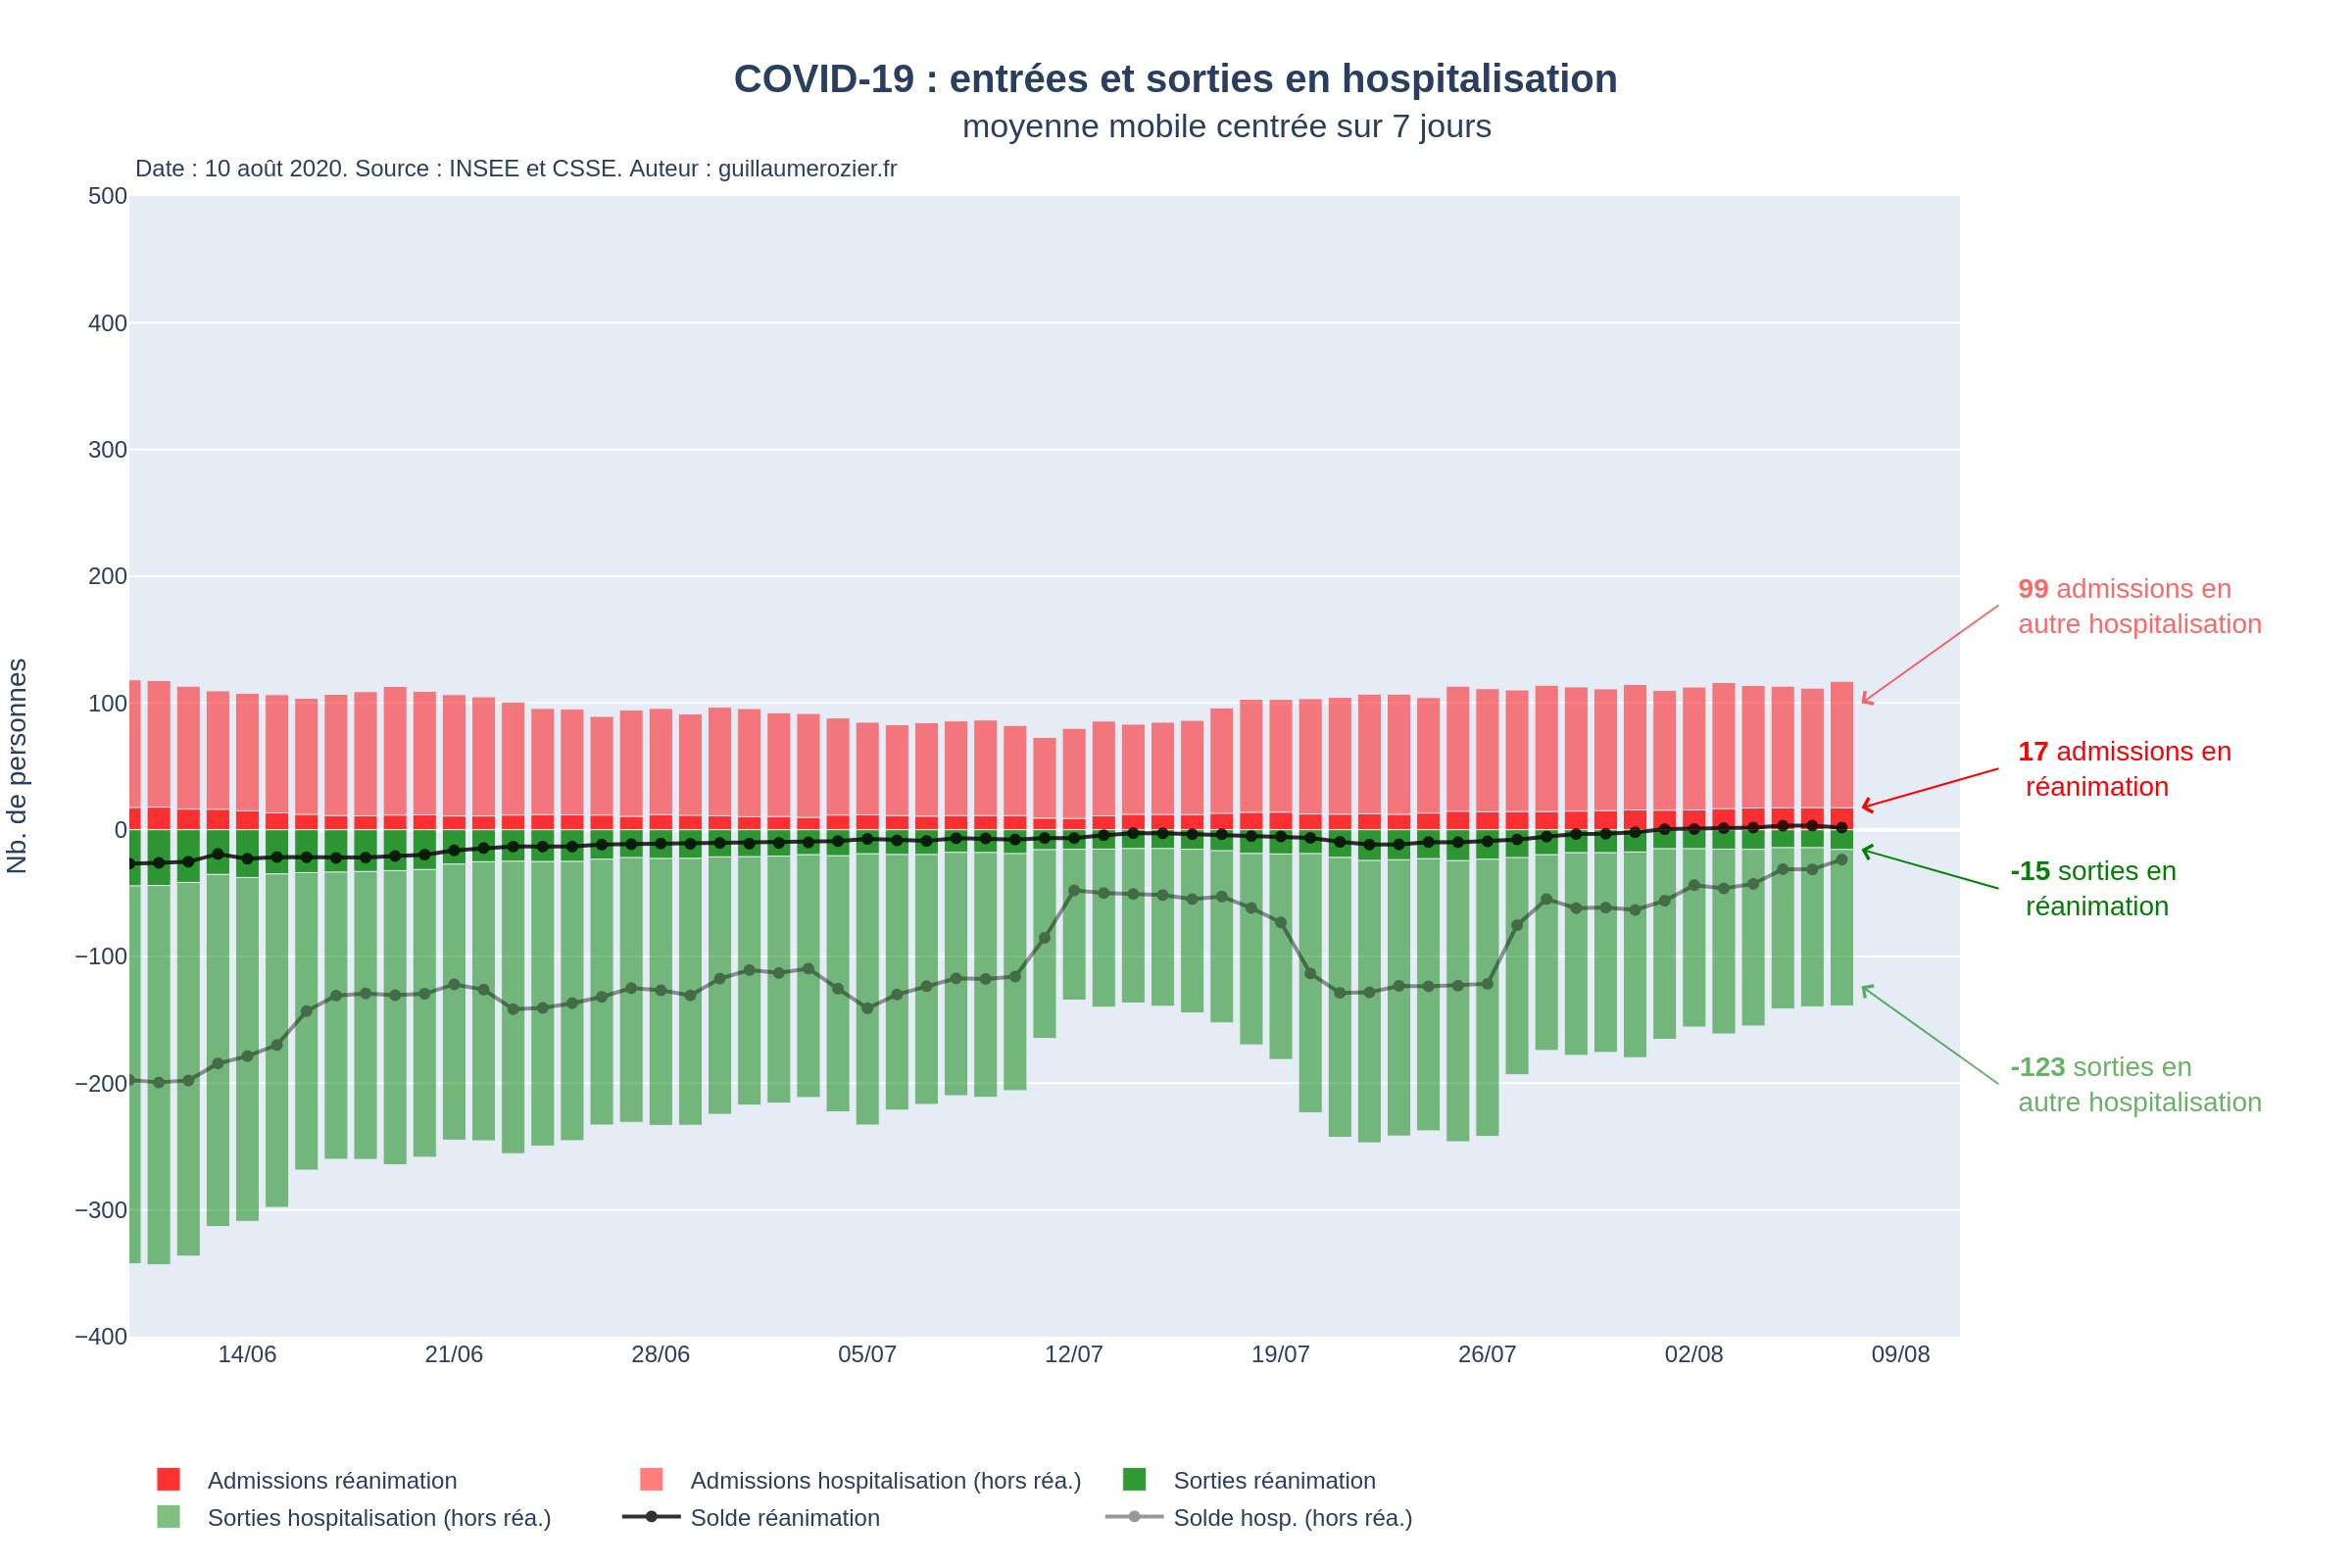 COVID-19 : entrées et sorties en hospitalisation
moyenne mobile centrée sur 7 jours
Date : 10 août 2020. Source : INSEE et CSSE. Auteur : guillaumerozier.fr
Nb. de personnes
500
400
300
200
100
0
−100
−200
−300
−400
14/06 21/06 28/06 05/07 12/07 19/07 26/07 02/08 09/08
99 admissions en
autre hospitalisation
17 admissions en
réanimation
-15 sorties en
réanimation
-123 sorties en
autre hospitalisation
Admissions réanimation Admissions hospitalisation (hors réa.) Sorties réanimation
Sorties hospitalisation (hors réa.) Solde réanimation Solde hosp. (hors réa.)